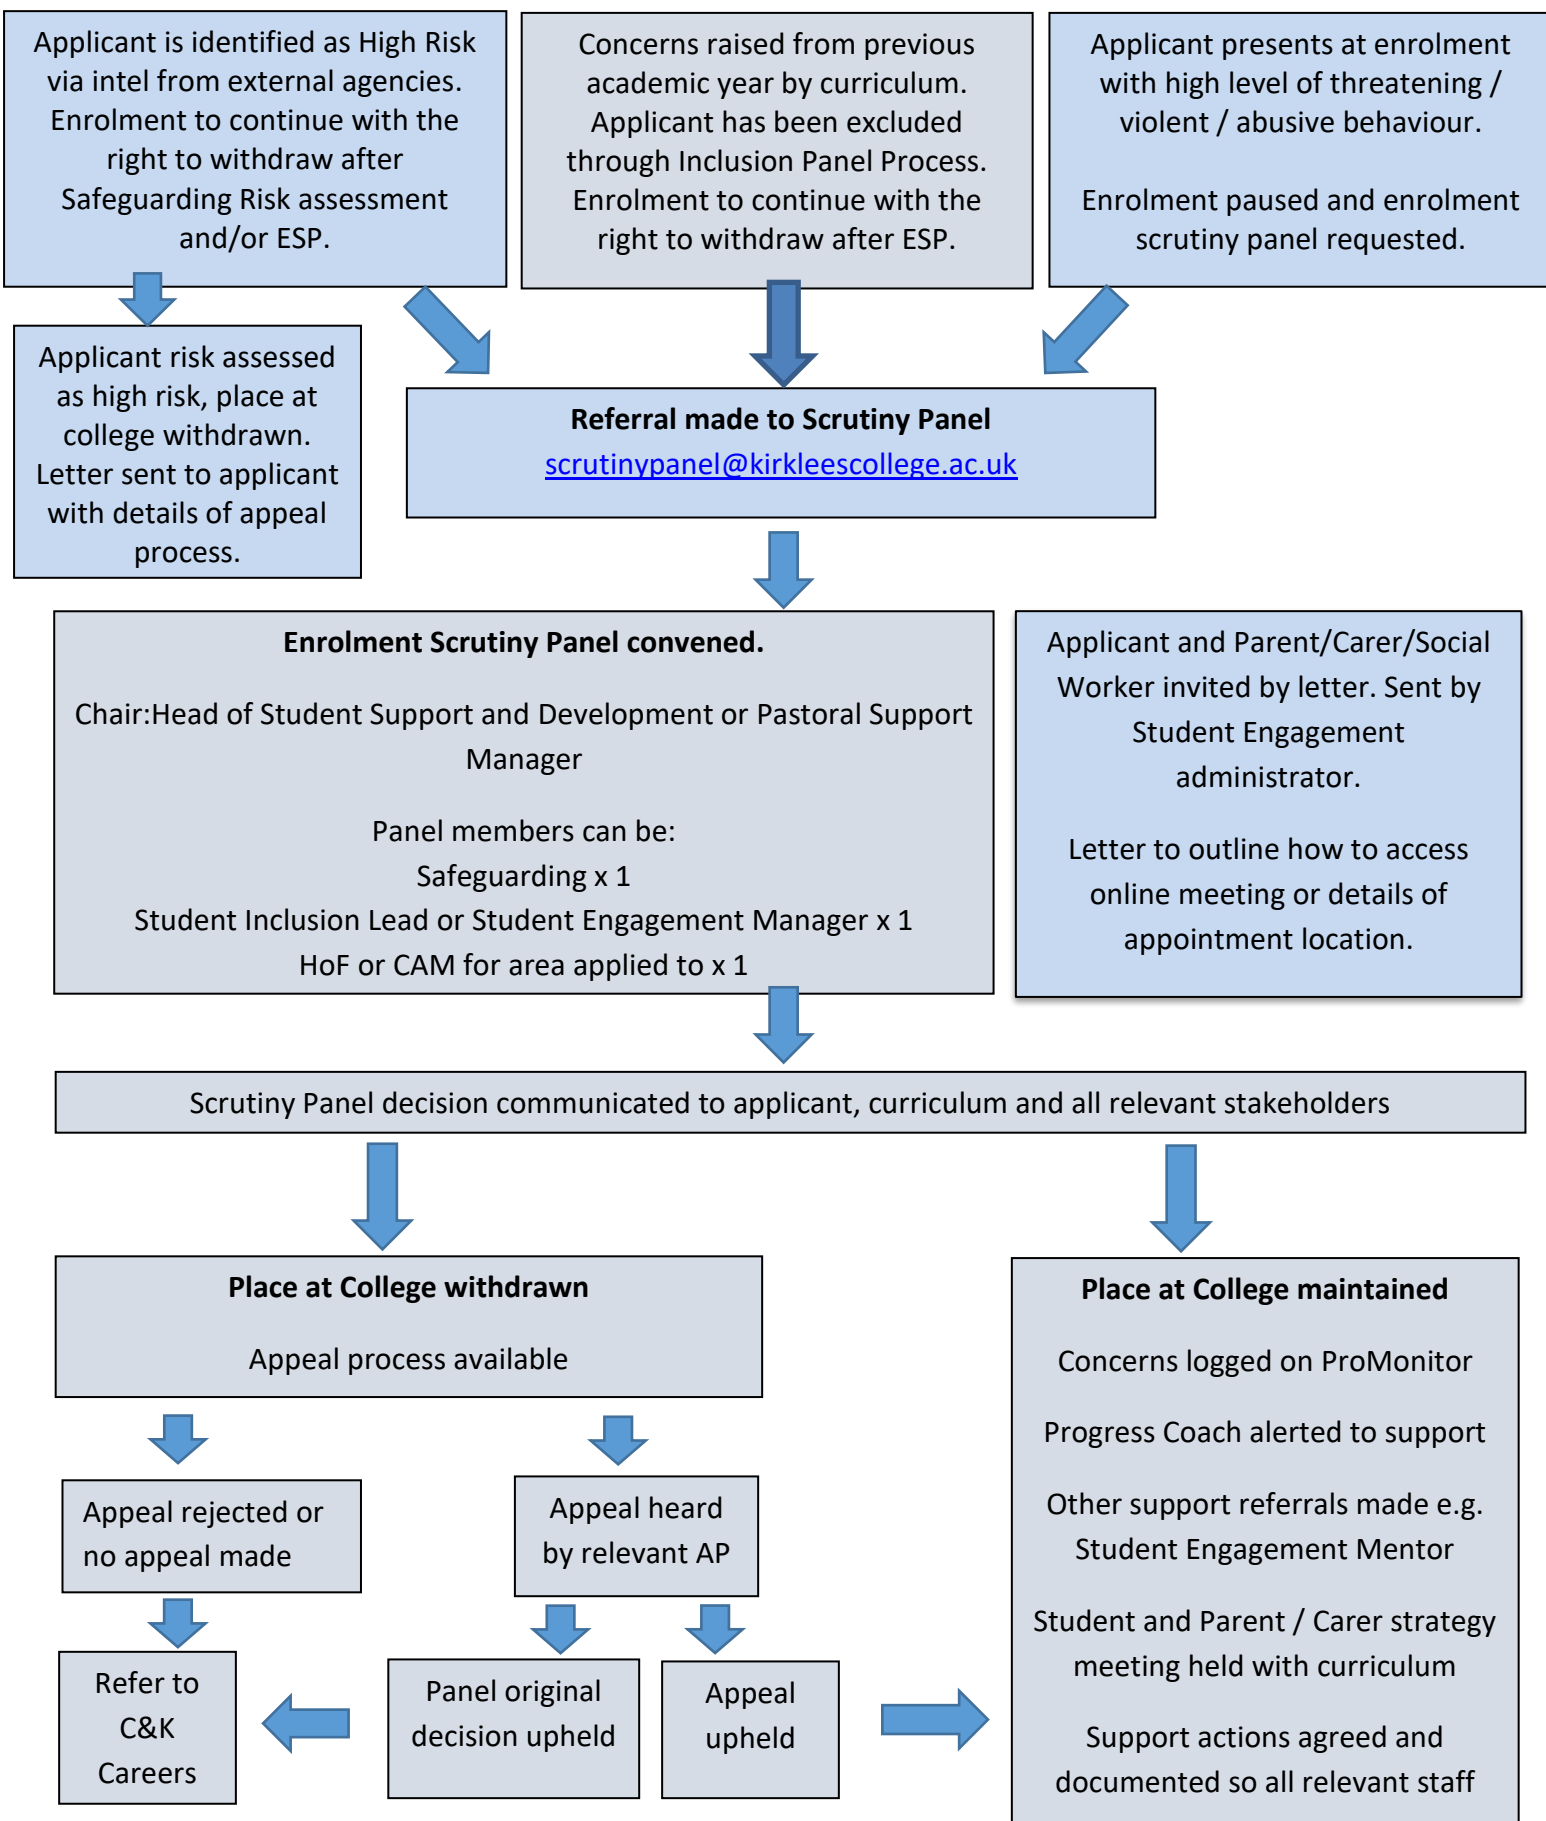 Applicant is identified as High Risk
via intel from external agencies.
Enrolment to continue with the
right to withdraw after
Safeguarding Risk assessment
and/or ESP.
Concerns raised from previous
academic year by curriculum.
Applicant has been excluded
through Inclusion Panel Process.
Enrolment to continue with the
right to withdraw after ESP.
Applicant presents at enrolment
with high level of threatening /
violent / abusive behaviour.
Enrolment paused and enrolment
scrutiny panel requested.
Applicant risk assessed
as high risk, place at
college withdrawn.
Letter sent to applicant
with details of appeal
process.
Referral made to Scrutiny Panel
scrutinypanel@kirkleescollege.ac.uk
Enrolment Scrutiny Panel convened.
Chair:Head of Student Support and Development or Pastoral Support
Manager
Panel members can be:
Safeguarding x 1
Student Inclusion Lead or Student Engagement Manager x 1
HoF or CAM for area applied to x 1
Applicant and Parent/Carer/Social
Worker invited by letter. Sent by
Student Engagement
administrator.
Letter to outline how to access
online meeting or details of
appointment location.
Scrutiny Panel decision communicated to applicant, curriculum and all relevant stakeholders
Place at College withdrawn
Appeal process available
Place at College maintained
Concerns logged on ProMonitor
Progress Coach alerted to support
Other support referrals made e.g.
Student Engagement Mentor
Student and Parent / Carer strategy
meeting held with curriculum
Support actions agreed and
documented so all relevant staff
Appeal rejected or
no appeal made
Appeal heard
by relevant AP
Refer to
C&K
Careers
Panel original
decision upheld
Appeal
upheld